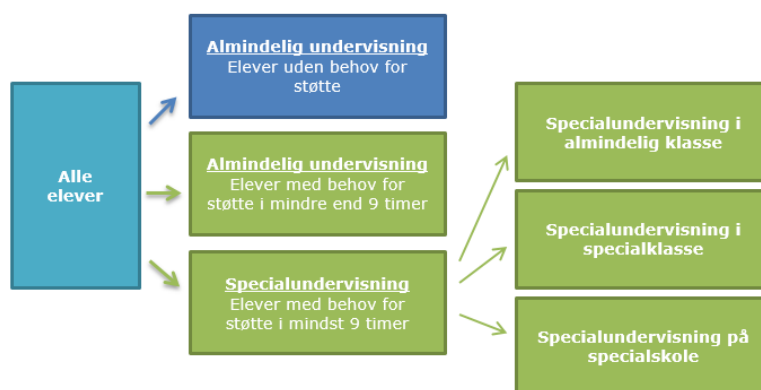 Alle
elever
Almindelig undervisning
Elever uden behov for
støtte
Almindelig undervisning
Elever med behov for
støtte i mindre end 9 timer
Specialundervisning
Elever med behov for
støtte i mindst 9 timer
Specialundervisning i
almindelig klasse
Specialundervisning i
specialklasse
Specialundervisning på
specialskole